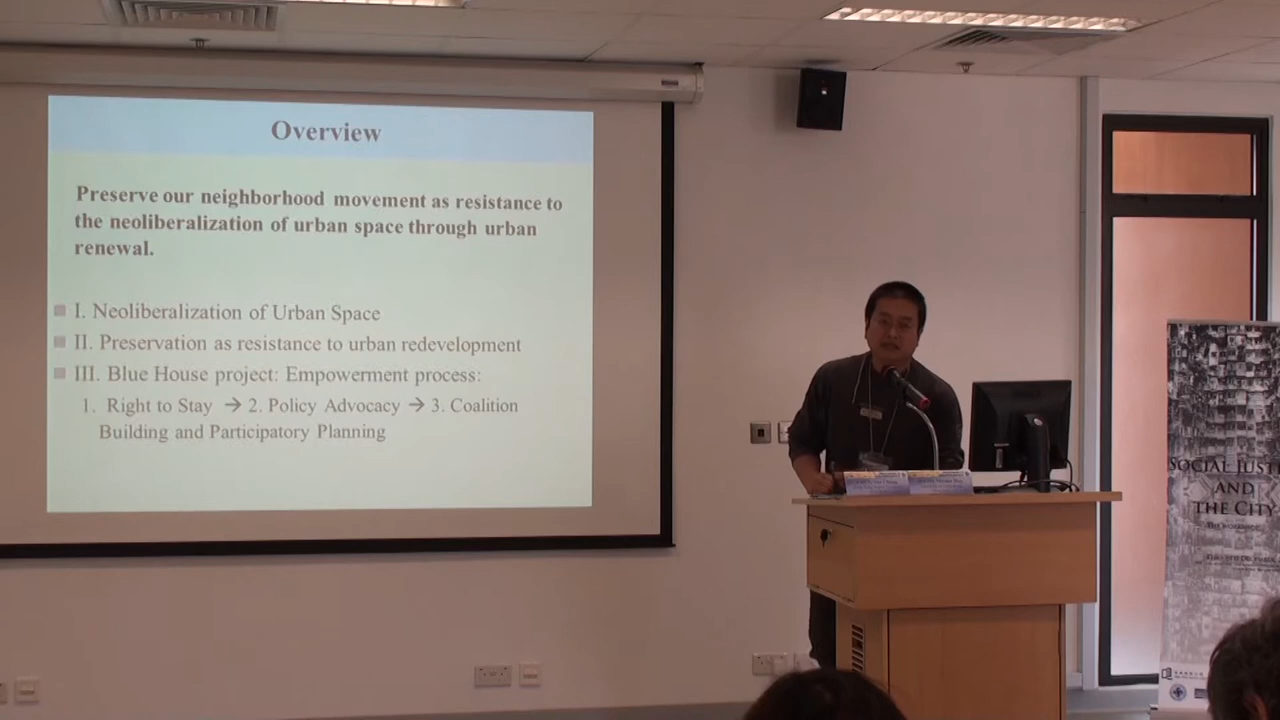 Overview
Preserve our neighborhood movement as resistance to
the neoliberalization of urban space through urban
renewal.
I. Neoliberalization of Urban Space
II. Preservation as resistance to urban redevelopment
III. Blue House project: Empowerment process:
1. Right to Stay → 2. Policy Advocacy → 3. Coalition
Building and Participatory Planning
SOCIAL JUSTI
AND
THE CITY